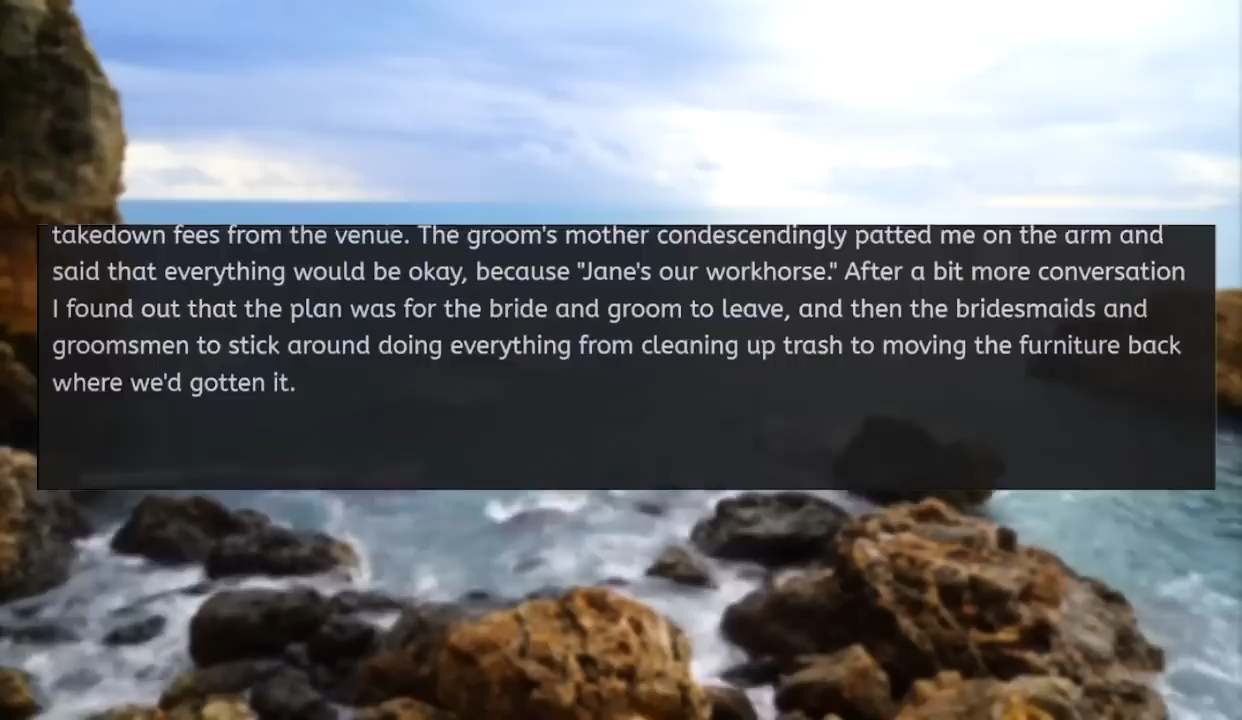 takedown fees from the venue. The groom's mother condescendingly patted me on the arm and
said that everything would be okay, because "Jane's our workhorse." After a bit more conversation
I found out that the plan was for the bride and groom to leave, and then the bridesmaids and
groomsmen to stick around doing everything from cleaning up trash to moving the furniture back
where we'd gotten it.